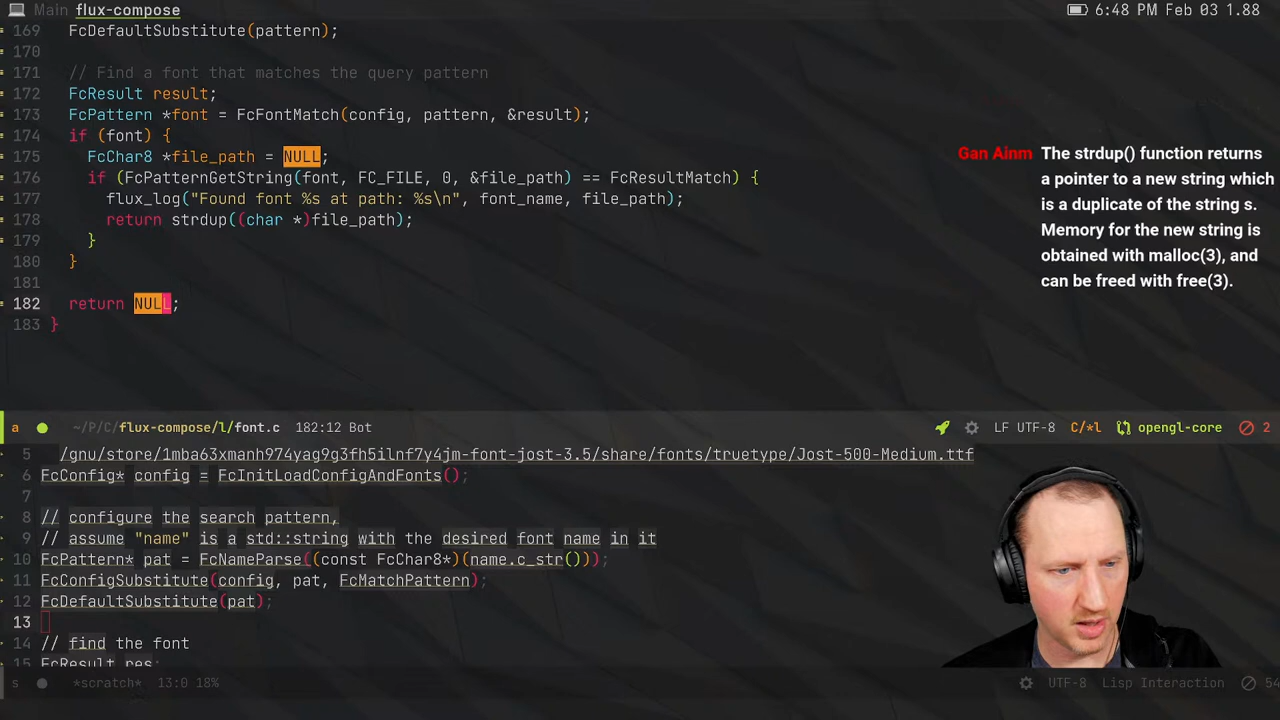 Main flux-compose
6:48 PM Feb 03 1.88
169 FcDefaultSubstitute(pattern);
170
171 // Find a font that matches the query pattern
172 FcResult result;
173 FcPattern *font = FcFontMatch(config, pattern, &result);
174 if (font) {
175 FcChar8 *file_path = NULL;
176 if (FcPatternGetString(font, FC_FILE, 0, &file_path) == FcResultMatch) {
177 flux_log("Found font %s at path: %s\n", font_name, file_path);
178 return strdup((char *)file_path);
179 }
180 }
181
182 return NULL;
183 }
Gan Ainm The strdup() function returns
a pointer to a new string which
is a duplicate of the string s.
Memory for the new string is
obtained with malloc(3), and
can be freed with free(3).
a ~/P/C/flux-compose/l/font.c 182:12 Bot LF UTF-8 C/*l opengl-core 2
5 /gnu/store/1mba63xmanh974yag9g3fh5ilnf7y4jm-font-jost-3.5/share/fonts/truetype/Jost-500-Medium.ttf
6 FcConfig* config = FcInitLoadConfigAndFonts();
7
8 // configure the search pattern,
9 // assume "name" is a std::string with the desired font name in it
10 FcPattern* pat = FcNameParse((const FcChar8*)(name.c_str()));
11 FcConfigSubstitute(config, pat, FcMatchPattern);
12 FcDefaultSubstitute(pat);
13
14 // find the font
15 FcResult res;
s *scratch* 13:0 18% UTF-8 Lisp Interaction 54